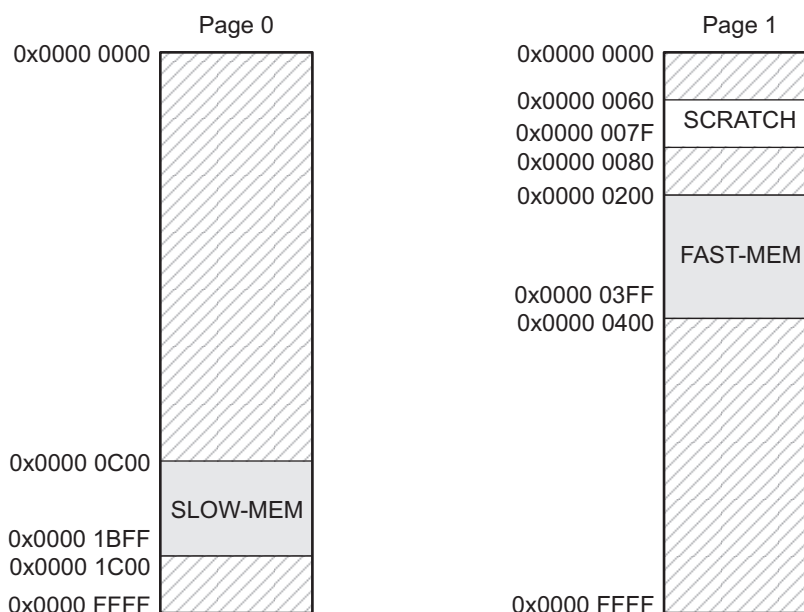 Page 0
0x0000 0000
0x0000 0C00
SLOW-MEM
0x0000 1BFF
0x0000 1C00
0x0000 FFFF
Page 1
0x0000 0000
0x0000 0060
SCRATCH
0x0000 007F
0x0000 0080
0x0000 0200
FAST-MEM
0x0000 03FF
0x0000 0400
0x0000 FFFF